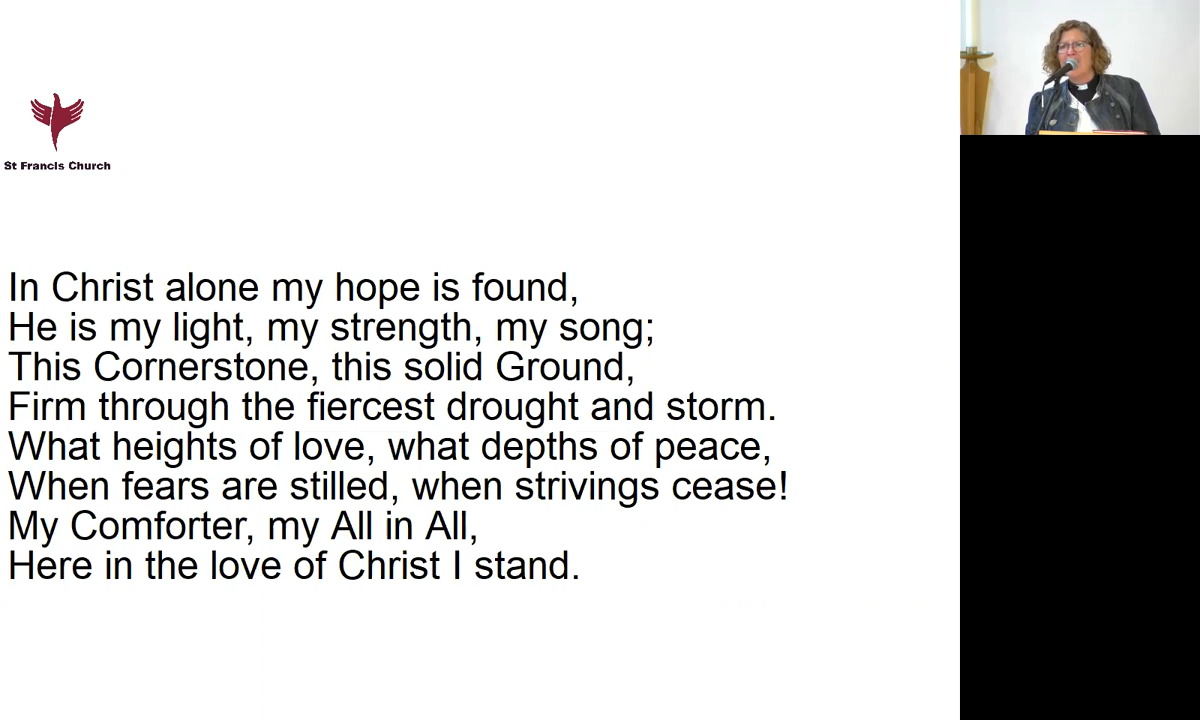 St Francis Church
In Christ alone my hope is found,
He is my light, my strength, my song;
This Cornerstone, this solid Ground,
Firm through the fiercest drought and storm.
What heights of love, what depths of peace,
When fears are stilled, when strivings cease!
My Comforter, my All in All,
Here in the love of Christ I stand.